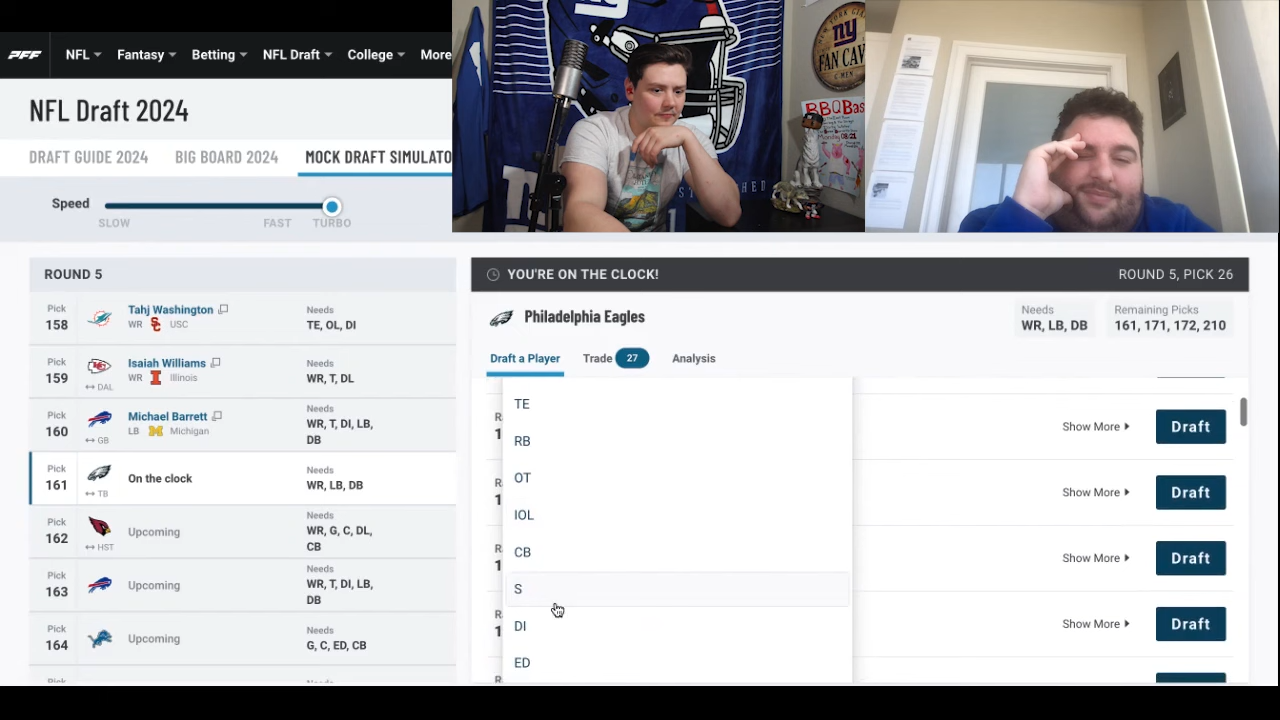 PFF NFL Fantasy Betting NFL Draft College More
NFL Draft 2024
DRAFT GUIDE 2024 BIG BOARD 2024 MOCK DRAFT SIMULATO
Speed
SLOW FAST TURBO
ROUND 5
Pick
158
Tahj Washington
WR USC
Needs
TE, OL, DI
Pick
159
DAL
Isaiah Williams
WR Illinois
Needs
WR, T, DL
Pick
160
GB
Michael Barrett
LB Michigan
Needs
WR, T, DI, LB,
DB
Pick
161
TB
On the clock
Needs
WR, LB, DB
Pick
162
HST
Upcoming
Needs
WR, G, C, DL,
CB
Pick
163
Upcoming
Needs
WR, T, DI, LB,
DB
Pick
164
Upcoming
Needs
G, C, ED, CB
YOU'RE ON THE CLOCK! ROUND 5, PICK 26
Philadelphia Eagles
Needs
WR, LB, DB
Remaining Picks
161, 171, 172, 210
Draft a Player Trade 27 Analysis
TE
RB
OT
IOL
CB
S
DI
ED
Show More Draft
Show More Draft
Show More Draft
Show More Draft
ny
FAN CAVE
BBQBas